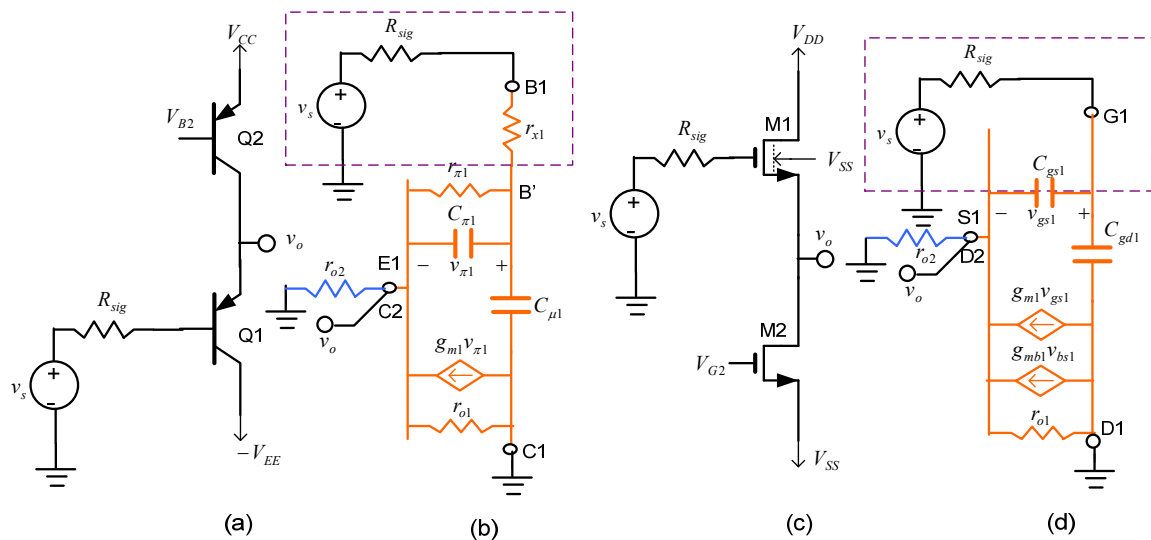 V_CC
V_B2
Q2
v_o
R_sig
Q1
v_s
+
-
-V_EE
(a)
R_sig
v_s
+
-
B1
r_x1
r_π1
B'
C_π1
−
v_π1
+
E1
r_o2
C2
v_o
C_μ1
g_m1 v_π1
r_o1
C1
(b)
V_DD
M1
V_SS
R_sig
v_s
+
-
v_o
M2
V_G2
V_SS
(c)
R_sig
v_s
+
-
G1
C_gs1
−
v_gs1
+
S1
r_o2
D2
v_o
C_gd1
g_m1 v_gs1
g_mb1 v_bs1
r_o1
D1
(d)